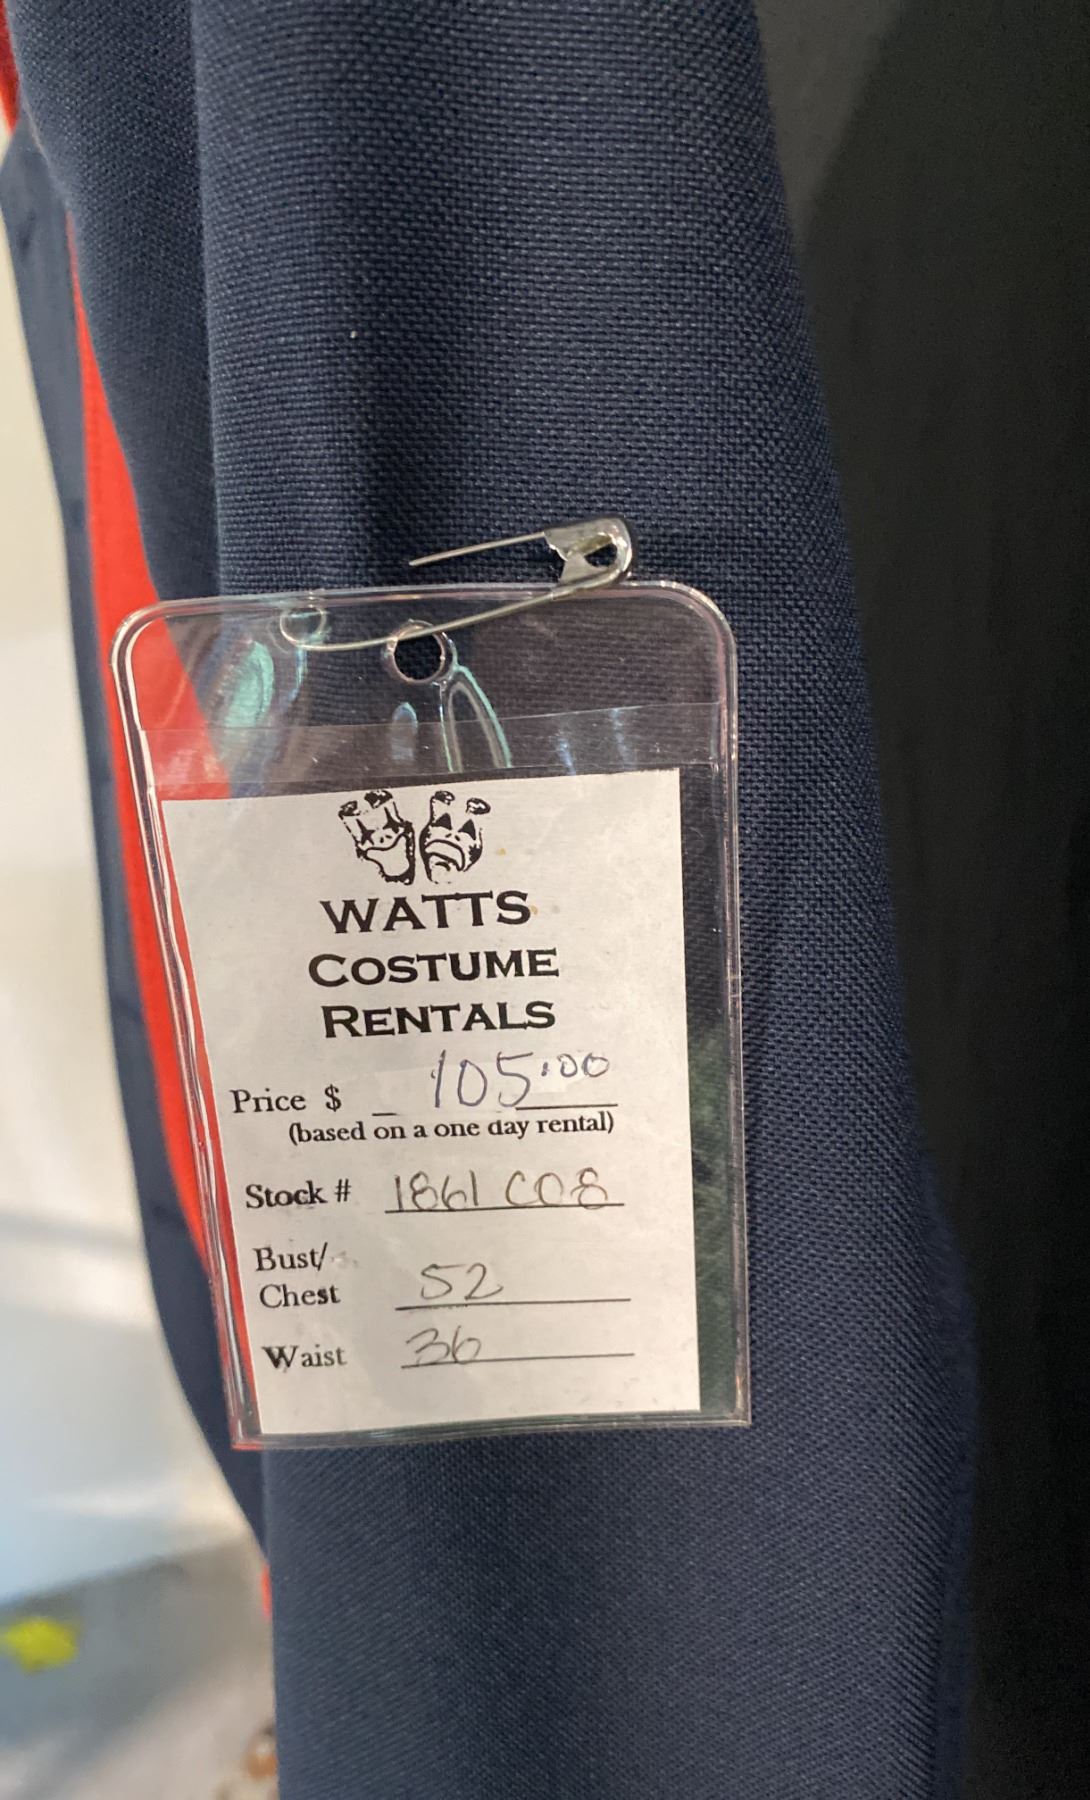 WATTS
COSTUME
RENTALS
Price $ 105.00
(based on a one day rental)
Stock # 1861 C08
Bust/
Chest 52
Waist 36